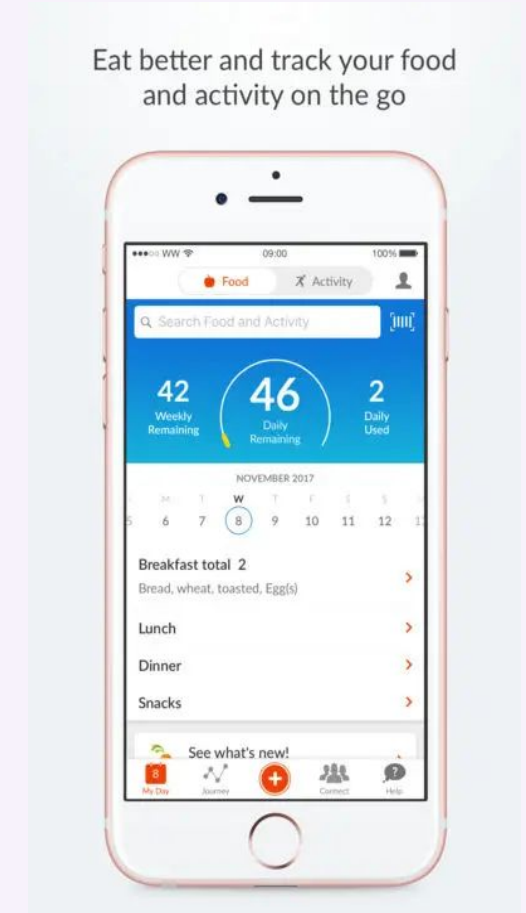 Eat better and track your food
and activity on the go
WW 09:00 100%
Food Activity
Search Food and Activity
42 46 2
Weekly Remaining Daily Remaining Daily Used
NOVEMBER 2017
M T W T F S S M
5 6 7 8 9 10 11 12 13
Breakfast total 2
Bread, wheat, toasted, Egg(s)
Lunch
Dinner
Snacks
See what's new!
8
My Day Journey Connect Help